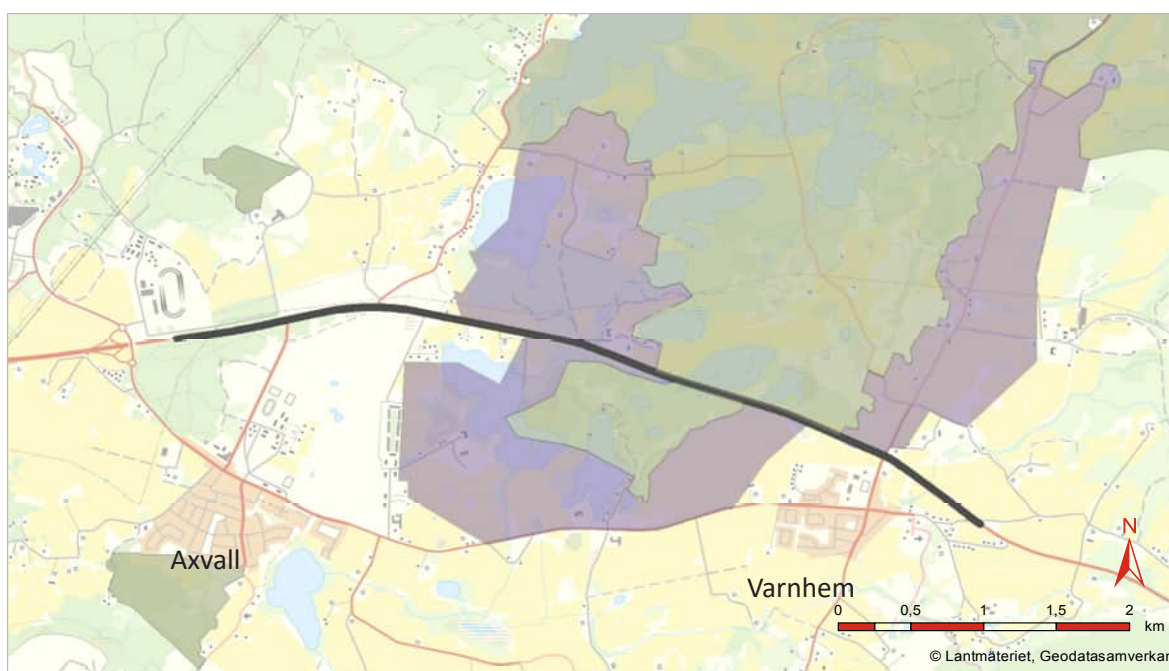 Axvall
Varnhem
N
0 0,5 1 1,5 2
km
© Lantmäteriet, Geodatasamverkan